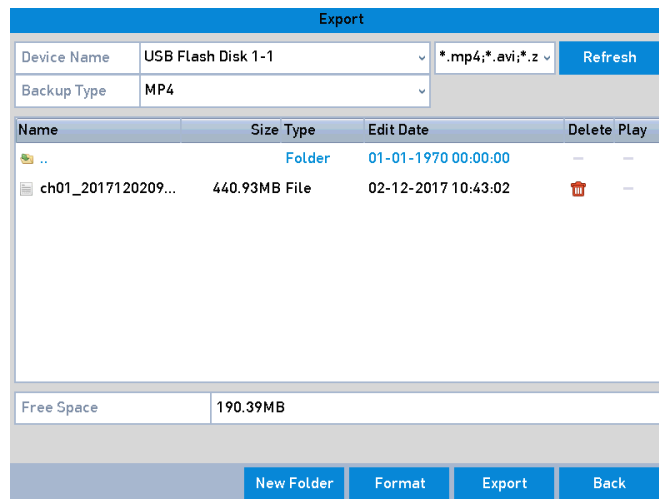 Export
Device Name USB Flash Disk 1-1 *.mp4;*.avi;*.z Refresh
Backup Type MP4
Name Size Type Edit Date Delete Play
.. Folder 01-01-1970 00:00:00 — —
ch01_2017120209... 440.93MB File 02-12-2017 10:43:02 —
Free Space 190.39MB
New Folder Format Export Back